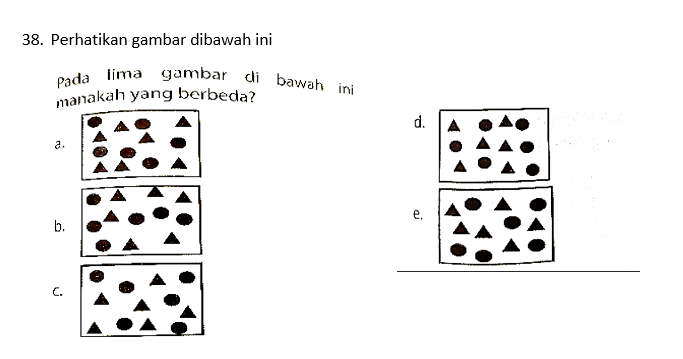 38. Perhatikan gambar dibawah ini
Pada lima gambar di bawah ini
manakah yang berbeda?
a.
b.
c.
d.
e.